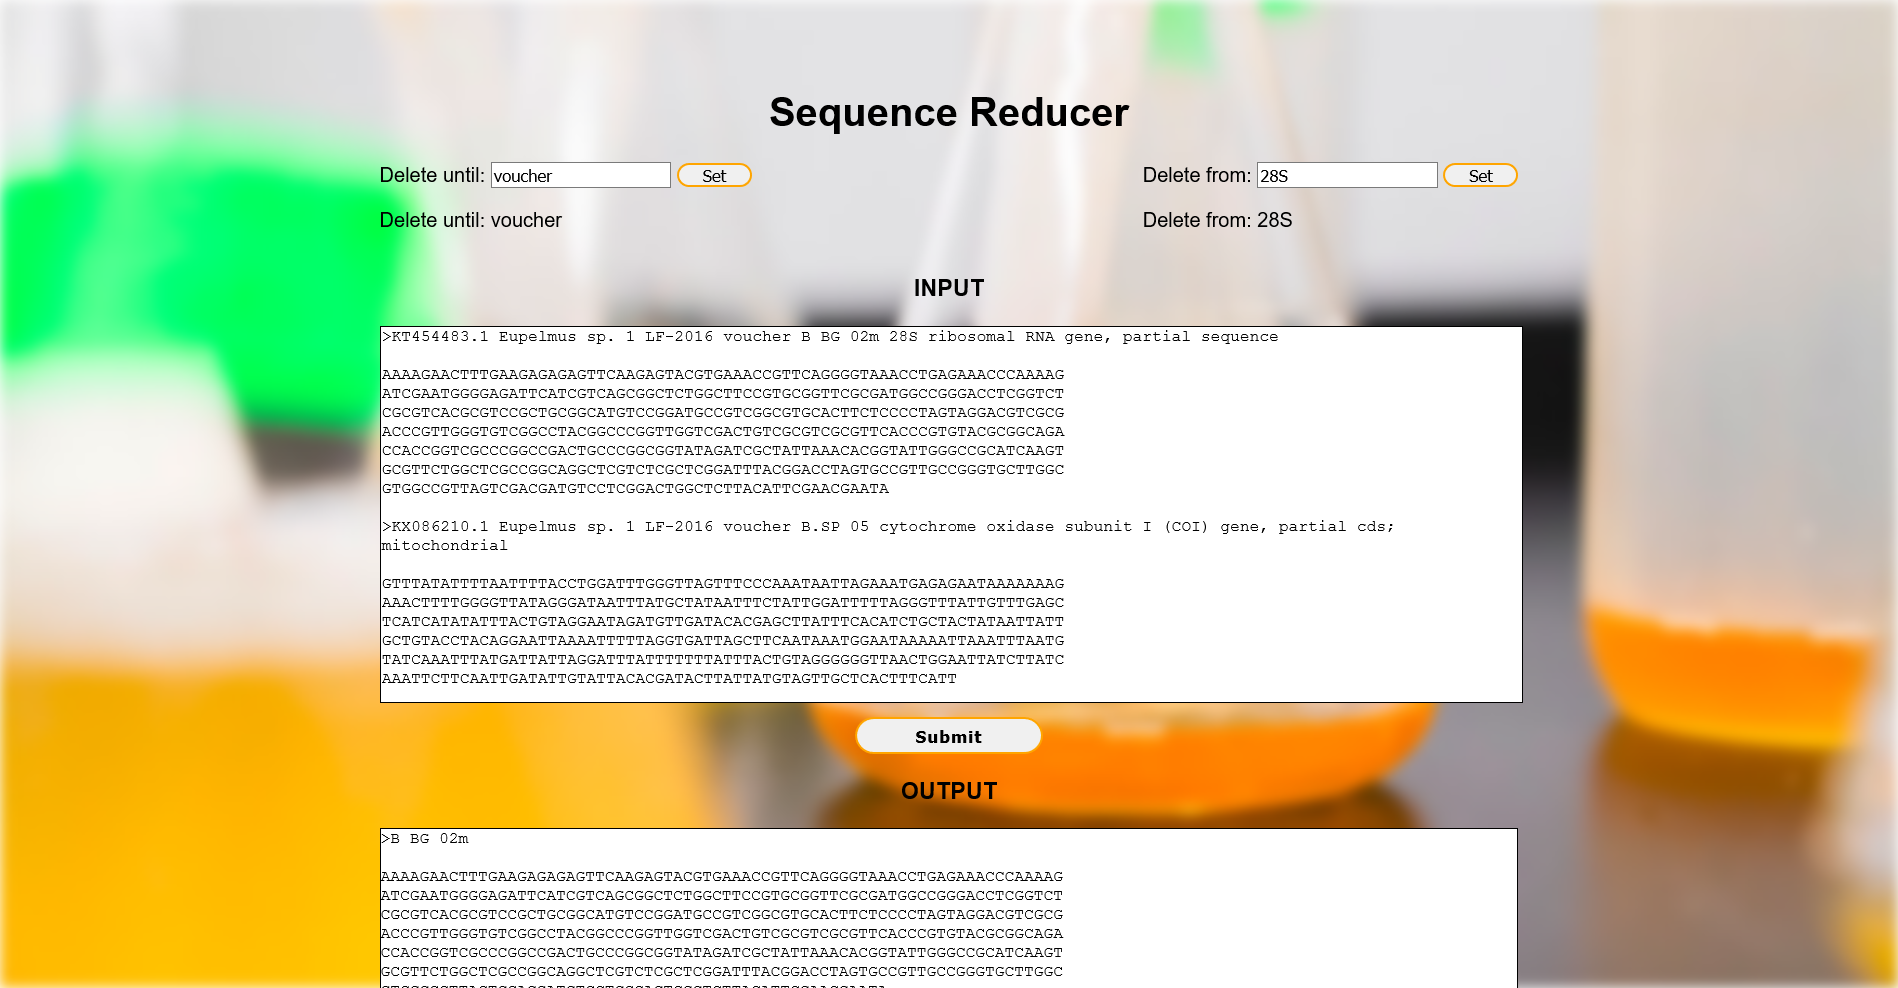 Sequence Reducer
Delete until: voucher Set
Delete from: 28S Set
Delete until: voucher
Delete from: 28S
INPUT
>KT454483.1 Eupelmus sp. 1 LF-2016 voucher B BG 02m 28S ribosomal RNA gene, partial sequence
AAAAGAACTTTGAAGAGAGAGTTCAAGAGTACGTGAAACCGTTCAGGGGTAAACCTGAGAAACCCAAAAG
ATCGAATGGGGAGATTCATCGTCAGCGGCTCTGGCTTCCGTGCGGTTCGCGATGGCCGGGACCTCGGTCT
CGCGTCACGCGTCCGCTGCGGCATGTCCGGATGCCGTCGGCGTGCACTTCTCCCCTAGTAGGACGTCGCG
ACCCGTTGGGTGTCGGCCTACGGCCCGGTTGGTCGACTGTCGCGTCGCGTTCACCCGTGTACGCGGCAGA
CCACCGGTCGCCCGGCCGACTGCCCGGCGGTATAGATCGCTATTAAACACGGTATTGGGCCGCATCAAGT
GCGTTCTGGCTCGCCGGCAGGCTCGTCTCGCTCGGATTTACGGACCTAGTGCCGTTGCCGGGTGCTTGGC
GTGGCCGTTAGTCGACGATGTCCTCGGACTGGCTCTTACATTCGAACGAATA
>KX086210.1 Eupelmus sp. 1 LF-2016 voucher B.SP 05 cytochrome oxidase subunit I (COI) gene, partial cds;
mitochondrial
GTTTATATTTTAATTTTACCTGGATTTGGGTTAGTTTCCCAAATAATTAGAAATGAGAGAATAAAAAAAG
AAACTTTTGGGGTTATAGGGATAATTTATGCTATAATTTCTATTGGATTTTTAGGGTTTATTGTTTGAGC
TCATCATATATTTACTGTAGGAATAGATGTTGATACACGAGCTTATTTCACATCTGCTACTATAATTATT
GCTGTACCTACAGGAATTAAAATTTTTAGGTGATTAGCTTCAATAAATGGAATAAAAATTAAATTTAATG
TATCAAATTTATGATTATTAGGATTTATTTTTTTATTTACTGTAGGGGGGTTAACTGGAATTATCTTATC
AAATTCTTCAATTGATATTGTATTACACGATACTTATTATGTAGTTGCTCACTTTCATT
Submit
OUTPUT
>B BG 02m
AAAAGAACTTTGAAGAGAGAGTTCAAGAGTACGTGAAACCGTTCAGGGGTAAACCTGAGAAACCCAAAAG
ATCGAATGGGGAGATTCATCGTCAGCGGCTCTGGCTTCCGTGCGGTTCGCGATGGCCGGGACCTCGGTCT
CGCGTCACGCGTCCGCTGCGGCATGTCCGGATGCCGTCGGCGTGCACTTCTCCCCTAGTAGGACGTCGCG
ACCCGTTGGGTGTCGGCCTACGGCCCGGTTGGTCGACTGTCGCGTCGCGTTCACCCGTGTACGCGGCAGA
CCACCGGTCGCCCGGCCGACTGCCCGGCGGTATAGATCGCTATTAAACACGGTATTGGGCCGCATCAAGT
GCGTTCTGGCTCGCCGGCAGGCTCGTCTCGCTCGGATTTACGGACCTAGTGCCGTTGCCGGGTGCTTGGC